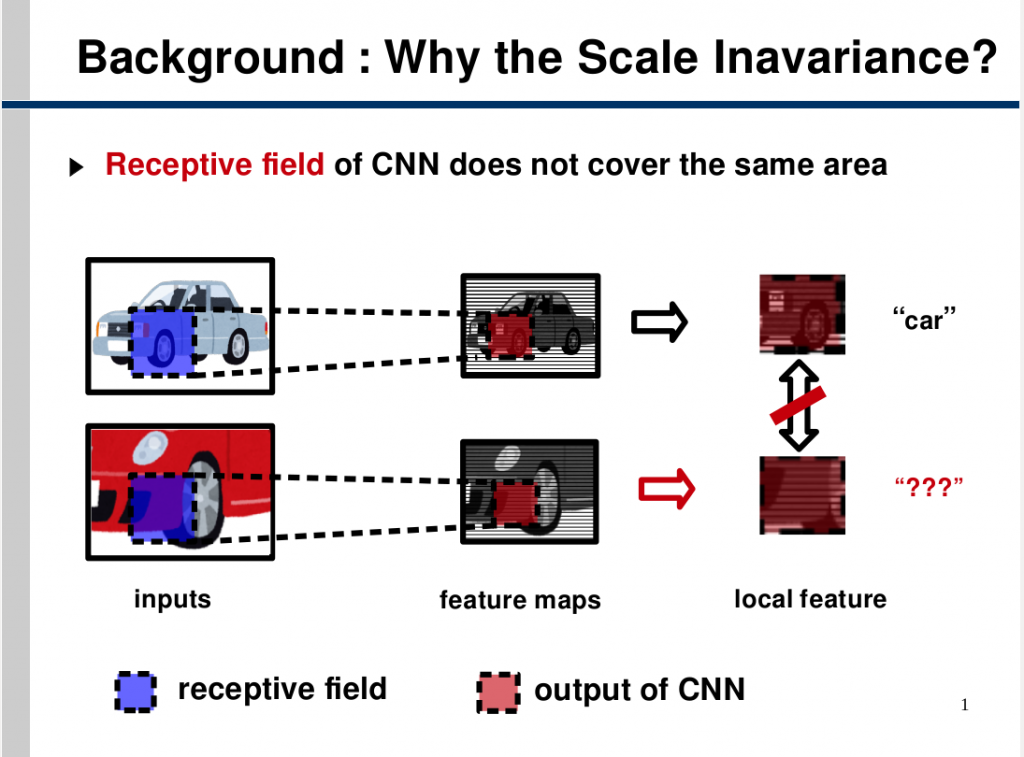 Background : Why the Scale Inavariance?
Receptive field of CNN does not cover the same area
“car”
“???”
inputs
feature maps
local feature
receptive field
output of CNN
1